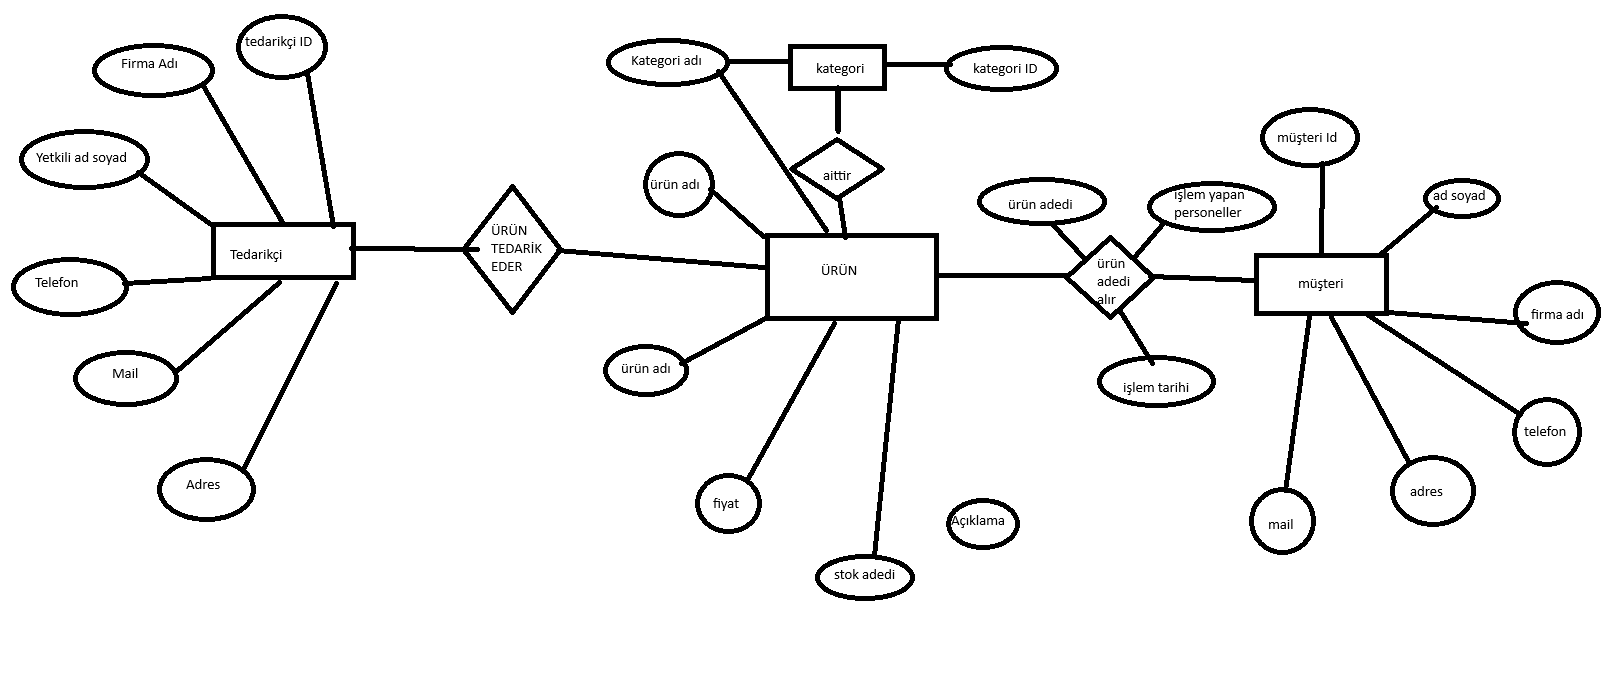 tedarikçi ID
Firma Adı
Kategori adı
kategori
kategori ID
müşteri Id
Yetkili ad soyad
aittir
ürün adı
işlem yapan
personeller
ürün adedi
ad soyad
Tedarikçi
ÜRÜN
TEDARİK
EDER
ÜRÜN
ürün
adedi
alır
müşteri
Telefon
firma adı
Mail
ürün adı
işlem tarihi
telefon
Adres
fiyat
Açıklama
adres
mail
stok adedi